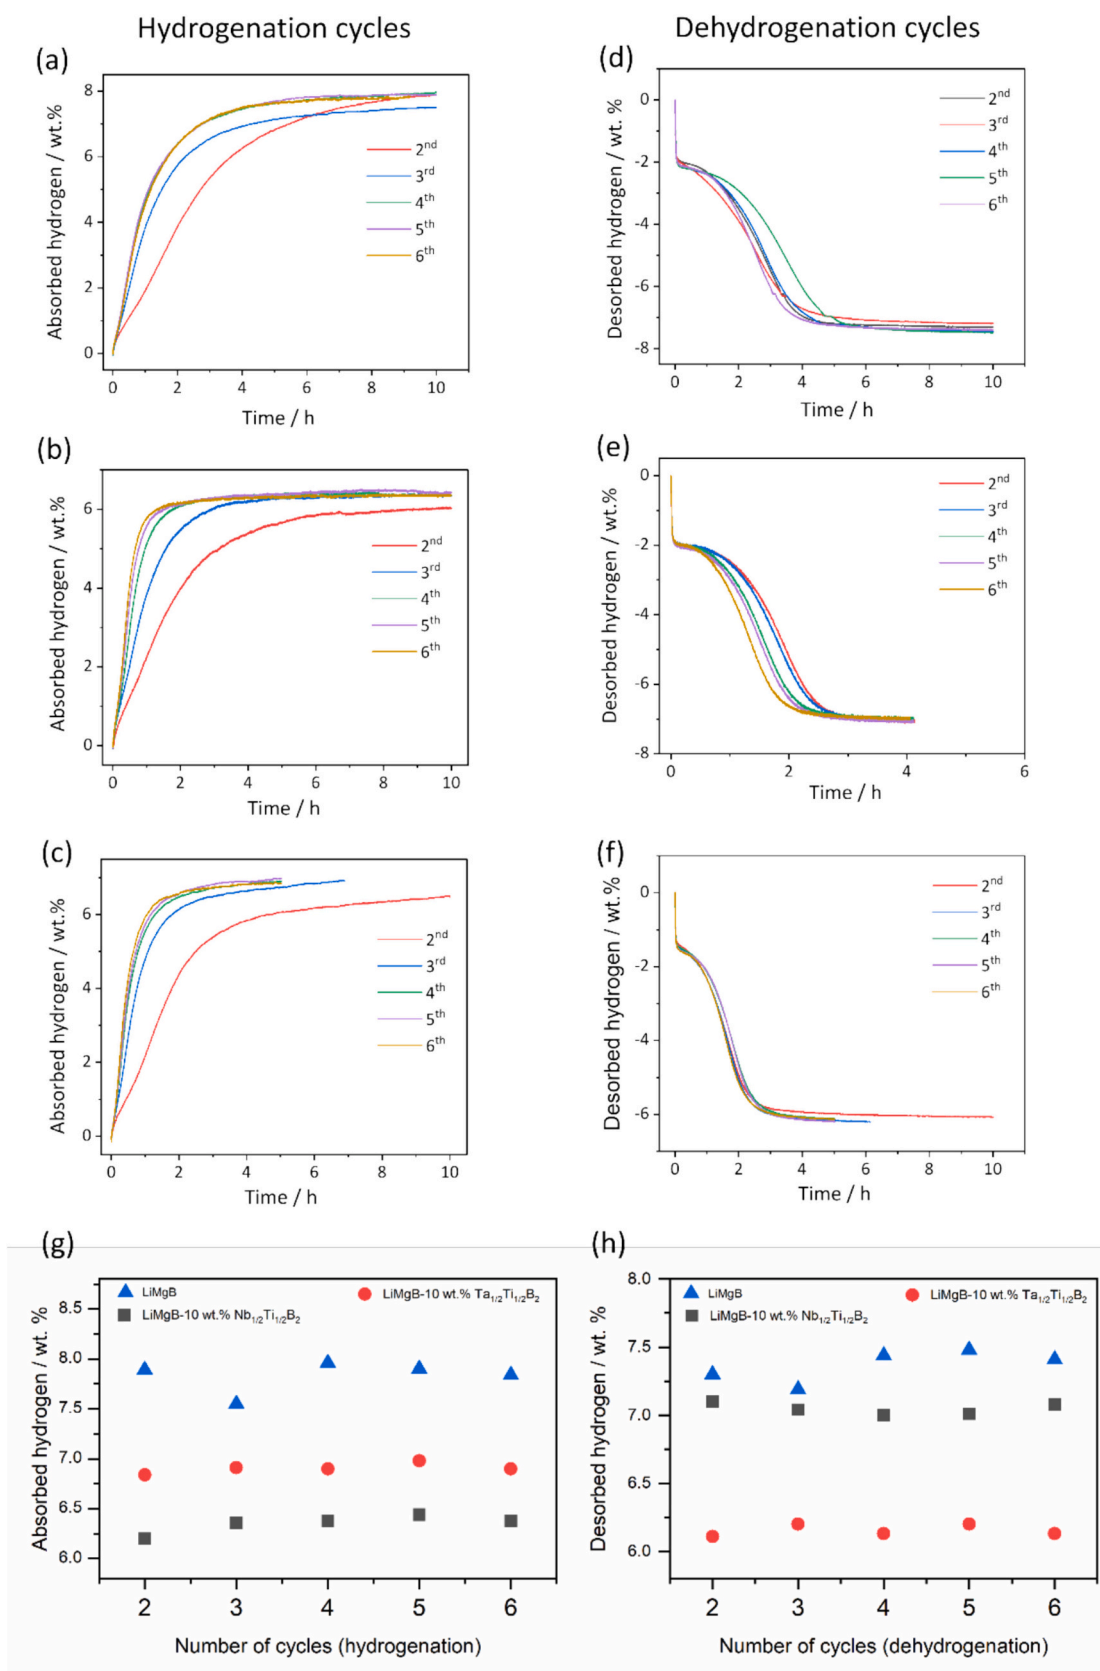 Hydrogenation cycles
Dehydrogenation cycles
(a)
Absorbed hydrogen / wt.%
8
6
4
2
0
0 2 4 6 8 10
Time / h
2nd
3rd
4th
5th
6th
(d)
Desorbed hydrogen / wt. %
0
-2
-4
-6
-8
0 2 4 6 8 10
Time / h
2nd
3rd
4th
5th
6th
(b)
Absorbed hydrogen / wt.%
6
4
2
0
0 2 4 6 8 10
Time / h
2nd
3rd
4th
5th
6th
(e)
Desorbed hydrogen / wt.%
0
-2
-4
-6
-8
0 2 4 6
Time / h
2nd
3rd
4th
5th
6th
(c)
Absorbed hydrogen / wt.%
6
4
2
0
0 2 4 6 8 10
Time / h
2nd
3rd
4th
5th
6th
(f)
Desorbed hydrogen / wt. %
0
-2
-4
-6
0 2 4 6 8 10
Time / h
2nd
3rd
4th
5th
6th
(g)
Absorbed hydrogen / wt. %
8.5
8.0
7.5
7.0
6.5
6.0
2 3 4 5 6
Number of cycles (hydrogenation)
LiMgB
LiMgB-10 wt.% Ta1/2Ti1/2B2
LiMgB-10 wt.% Nb1/2Ti1/2B2
(h)
Desorbed hydrogen / wt. %
8.0
7.5
7.0
6.5
6.0
2 3 4 5 6
Number of cycles (dehydrogenation)
LiMgB
LiMgB-10 wt.% Ta1/2Ti1/2B2
LiMgB-10 wt.% Nb1/2Ti1/2B2